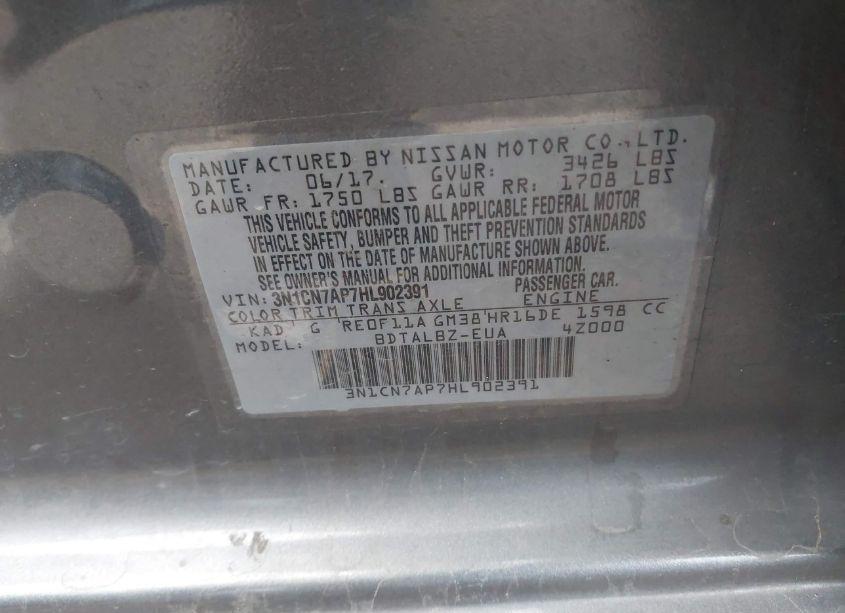 MANUFACTURED BY NISSAN MOTOR CO.,LTD.
DATE: 06/17. GVWR: 3426 LBS
GAWR FR: 1750 LBS GAWR RR: 1708 LBS
THIS VEHICLE CONFORMS TO ALL APPLICABLE FEDERAL MOTOR
VEHICLE SAFETY, BUMPER AND THEFT PREVENTION STANDARDS
IN EFFECT ON THE DATE OF MANUFACTURE SHOWN ABOVE.
SEE OWNER'S MANUAL FOR ADDITIONAL INFORMATION.
VIN: 3N1CN7AP7HL902391 PASSENGER CAR.
COLOR TRIM TRANS AXLE ENGINE
KAD G RE0F11A GM38 HR16DE 1598 CC
MODEL: BDTALBZ-EUA 4Z000
3N1CN7AP7HL902391